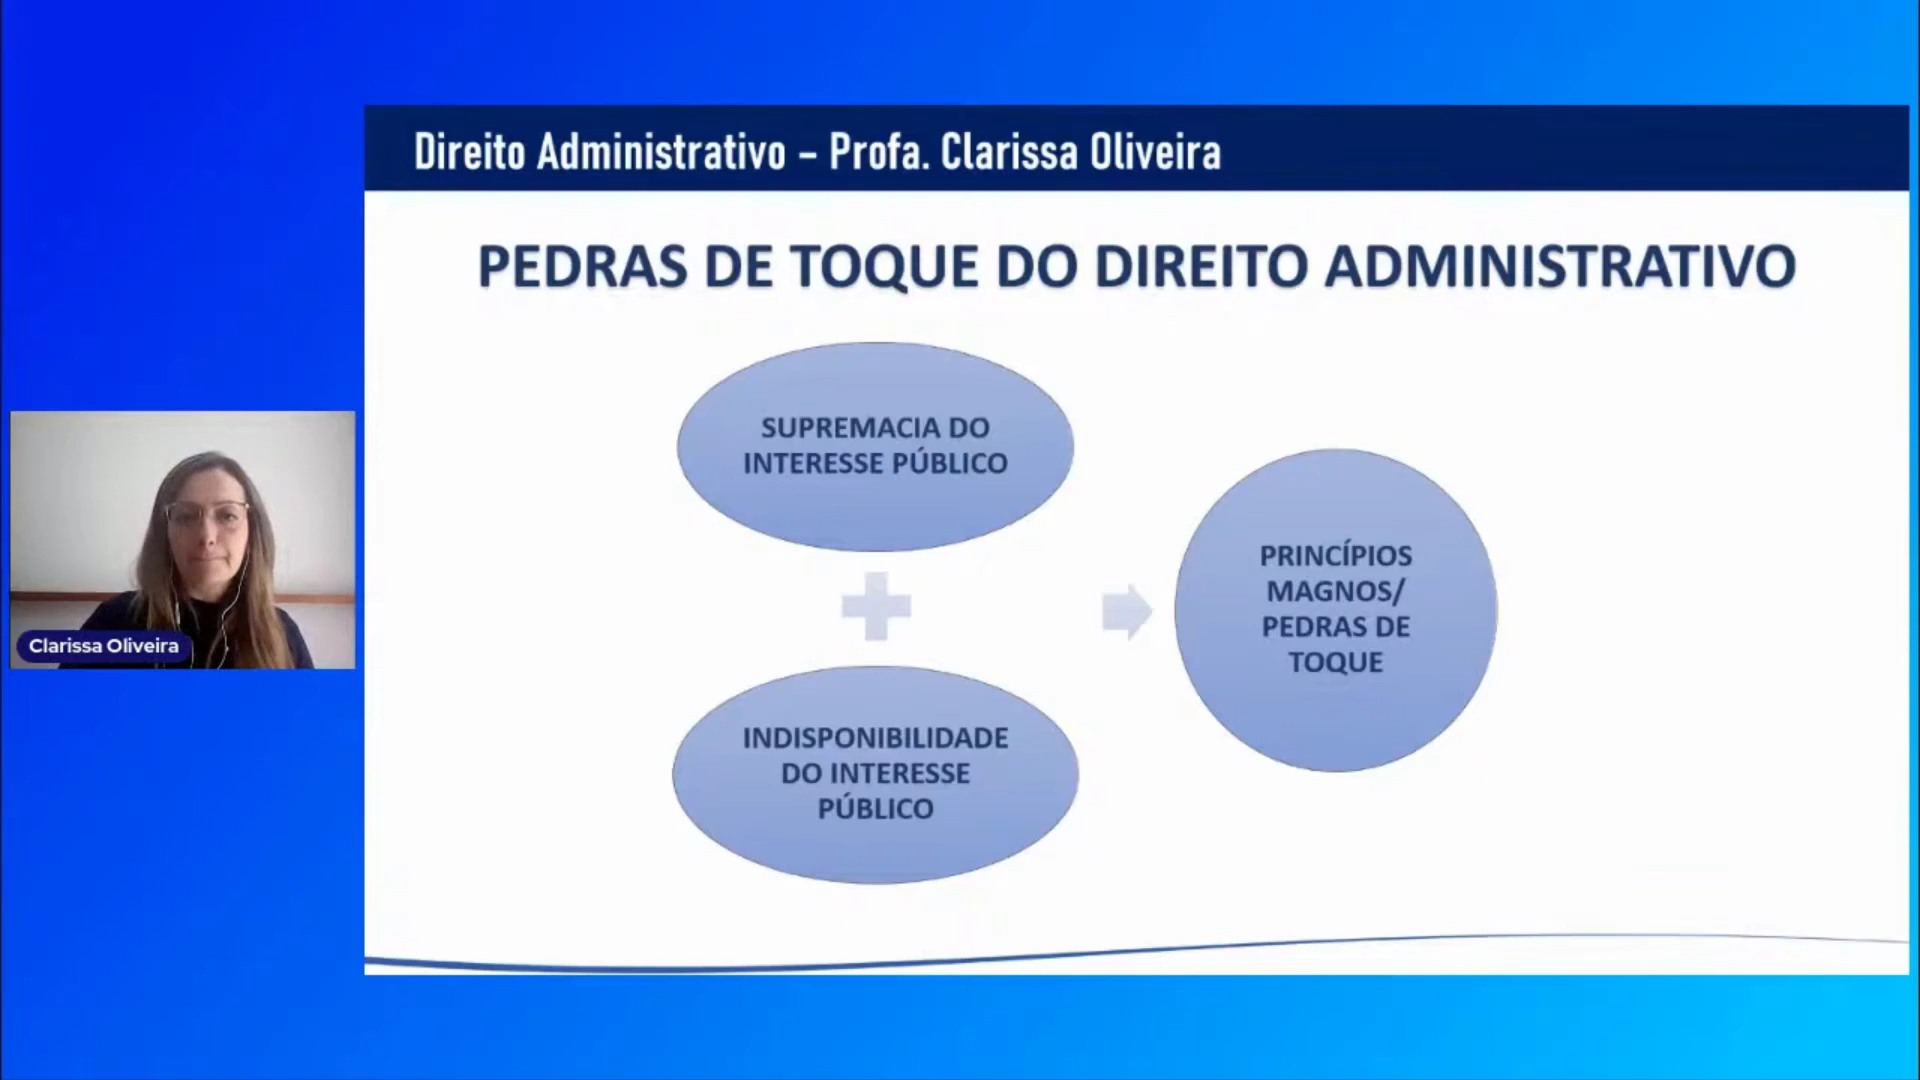 Direito Administrativo – Profa. Clarissa Oliveira
PEDRAS DE TOQUE DO DIREITO ADMINISTRATIVO
SUPREMACIA DO
INTERESSE PÚBLICO
INDISPONIBILIDADE
DO INTERESSE
PÚBLICO
PRINCÍPIOS
MAGNOS/
PEDRAS DE
TOQUE
Clarissa Oliveira